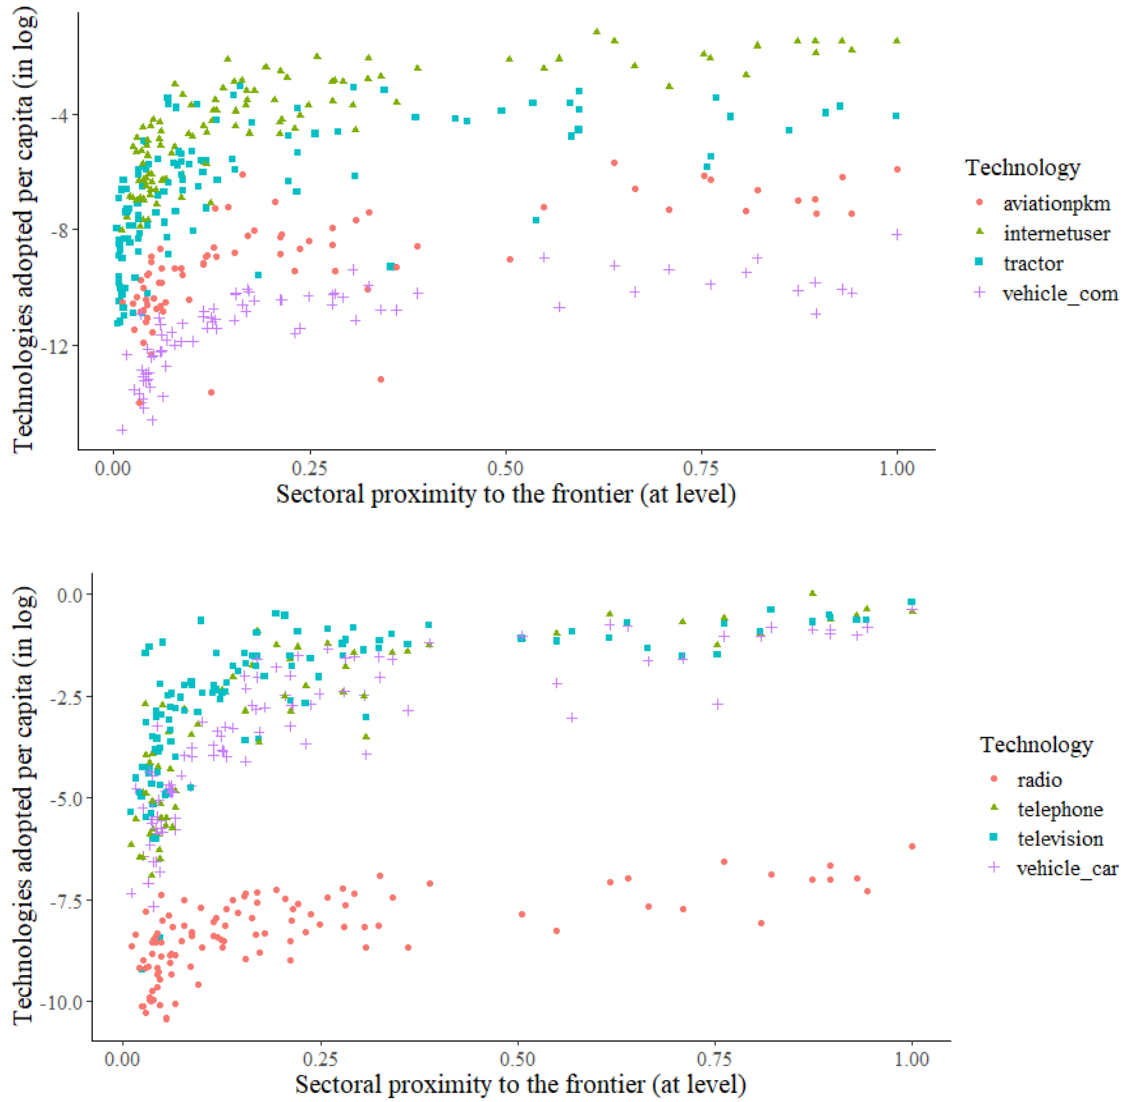 Technologies adopted per capita (in log)
-4
-8
-12
0.00 0.25 0.50 0.75 1.00
Sectoral proximity to the frontier (at level)
Technology
aviationpkm
internetuser
tractor
vehicle_com
Technologies adopted per capita (in log)
0.0
-2.5
-5.0
-7.5
-10.0
0.00 0.25 0.50 0.75 1.00
Sectoral proximity to the frontier (at level)
Technology
radio
telephone
television
vehicle_car